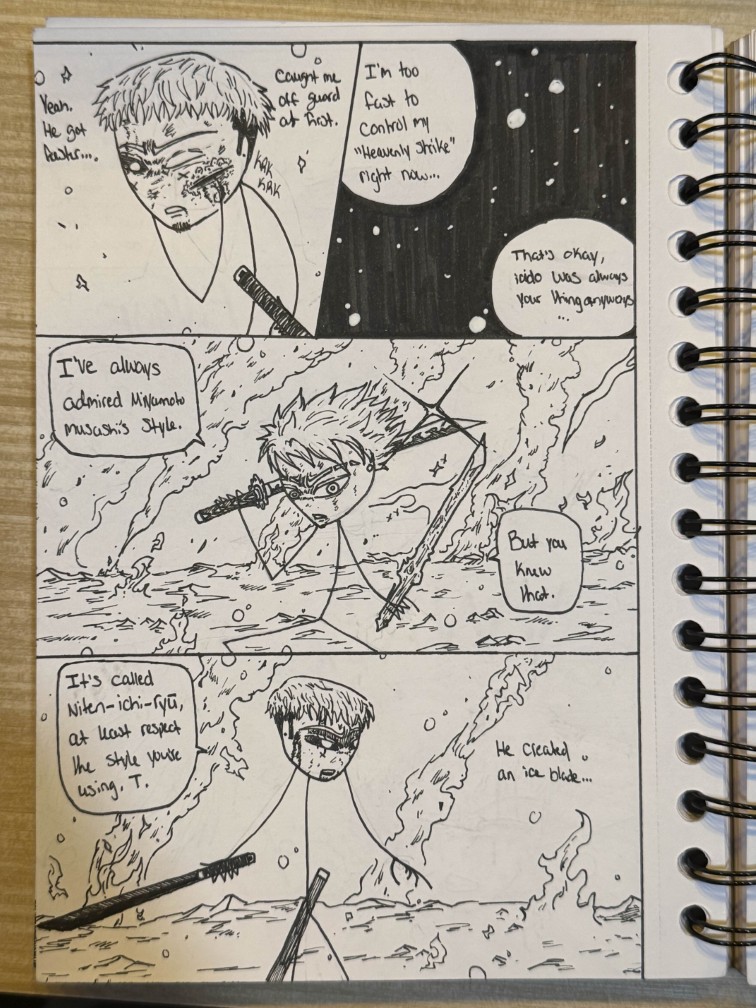 Yeah.
He got
faster...
Caught me
off guard
at first.
KRK
KRK
I'm too
fast to
control my
"Heavenly Strike"
right now...
That's okay,
iaido was always
your thing anyways
...
I've always
admired Miyamoto
musashi's style.
But you
knew
that.
It's called
Niten-ichi-ryū,
at least respect
the style you're
using, T.
He created
an ice blade...